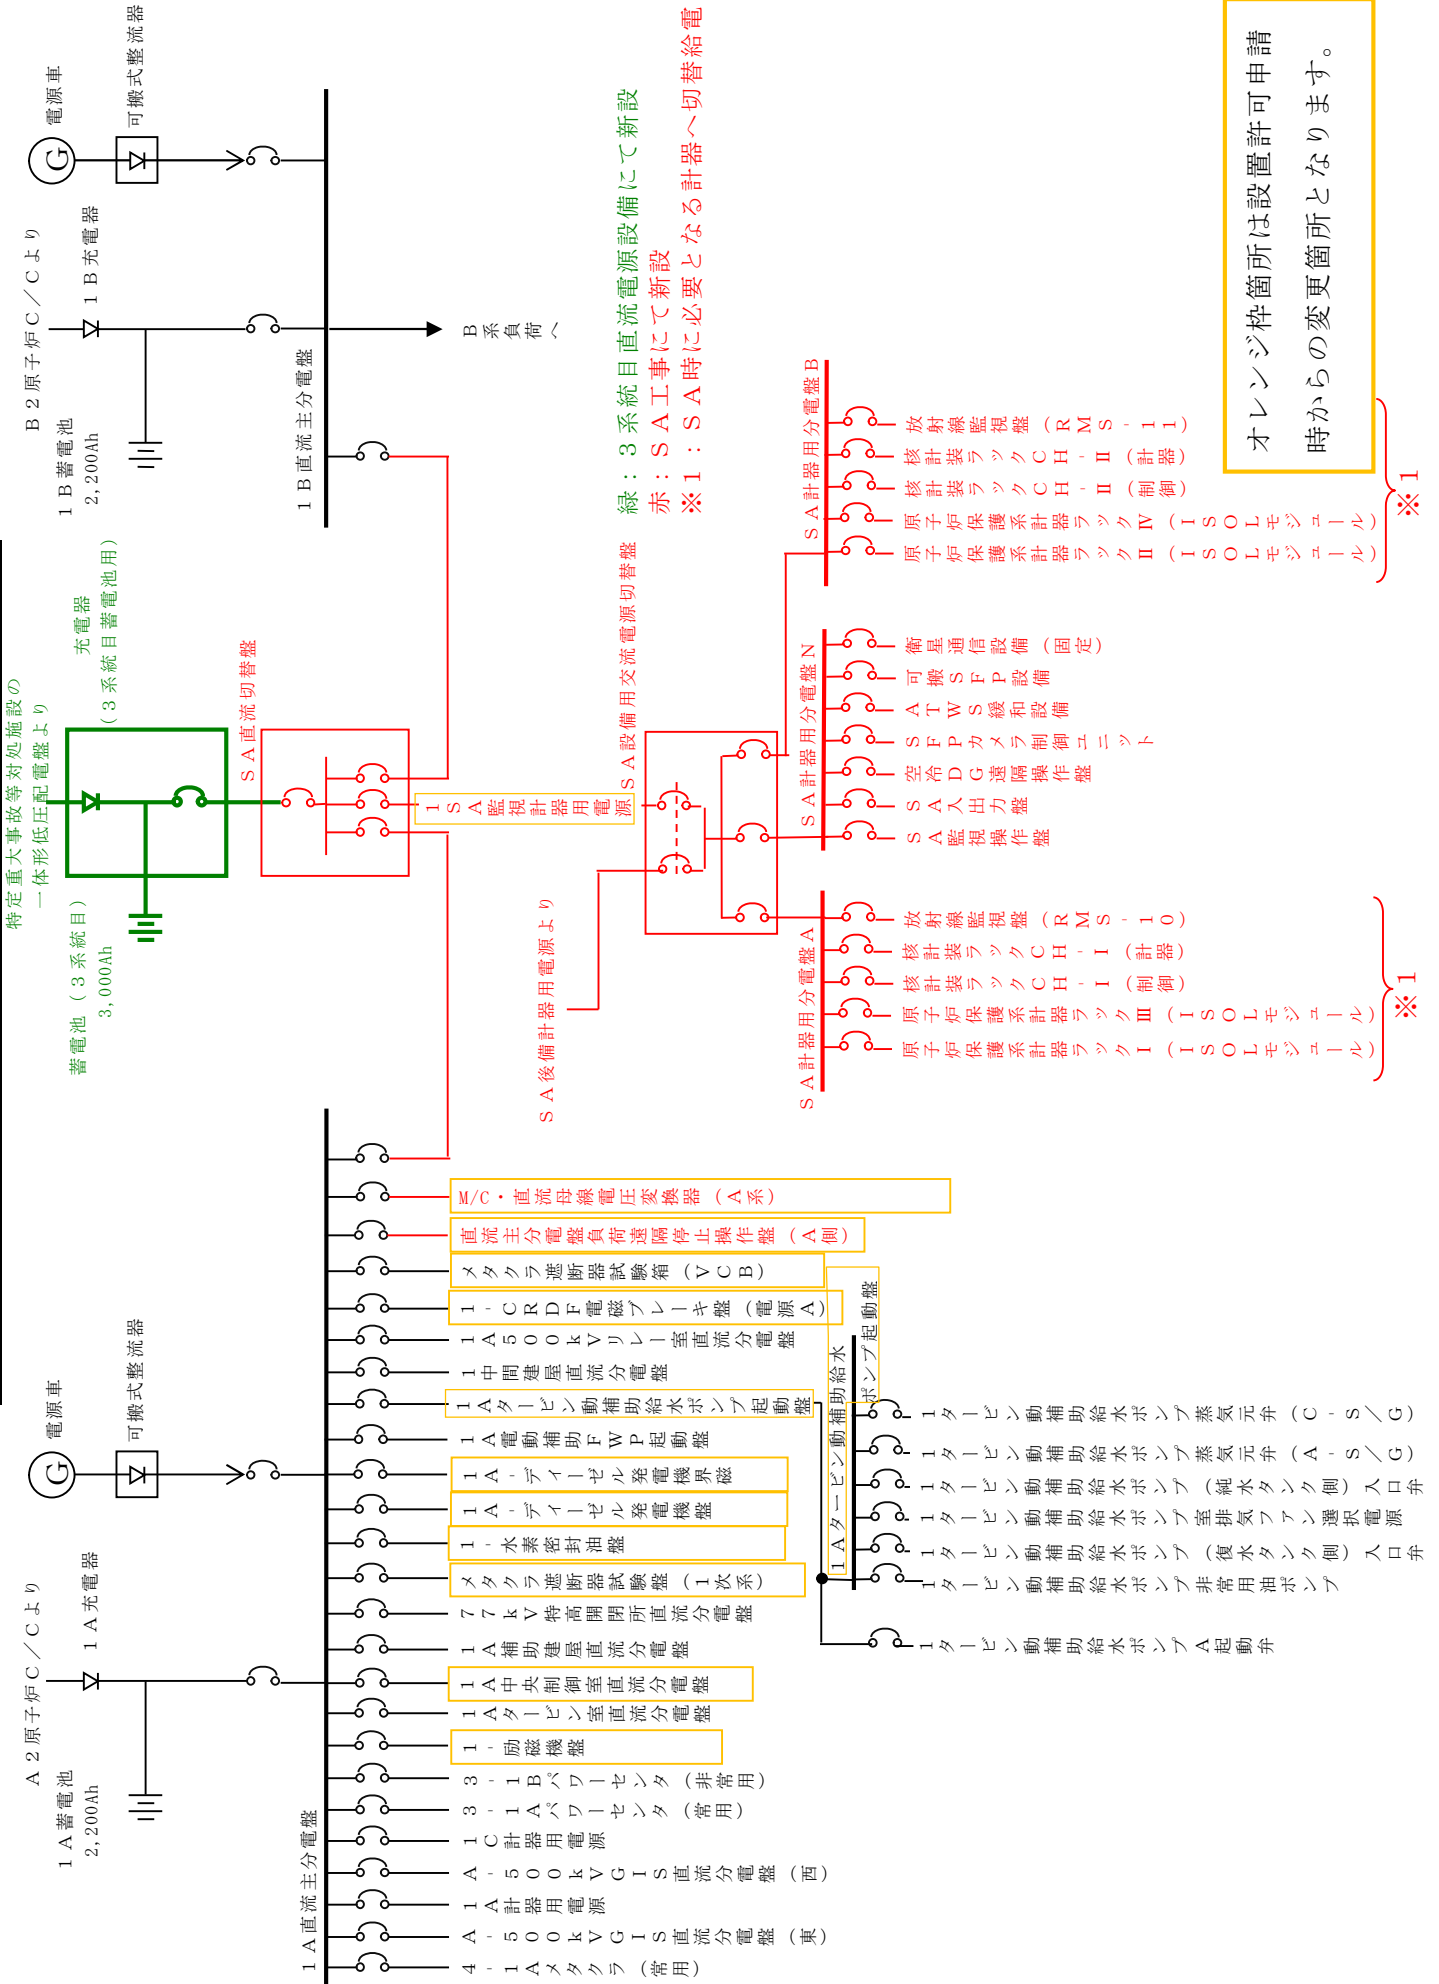 A2原子炉C/Cより
1A蓄電池
2,200Ah
1A充電器
電源車
G
可搬式整流器
1A直流主分電盤
4-1Aメタクラ(常用)
A-500kVGIS直流分電盤(東)
1A計器用電源
A-500kVGIS直流分電盤(西)
1C計器用電源
3-1Aパワーセンタ(常用)
3-1Bパワーセンタ(非常用)
1-励磁機盤
1Aタービン室直流分電盤
1A中央制御室直流分電盤
1A補助建屋直流分電盤
77kV特高開閉所直流分電盤
メタクラ遮断器試験盤(1次系)
1-水素密封油盤
1A-ディーゼル発電機盤
1A-ディーゼル発電機界磁
1A電動補助FWP起動盤
1Aタービン動補助給水ポンプ起動盤
1中間建屋直流分電盤
1A500kVリレー室直流分電盤
1-CRDF電磁ブレーキ盤(電源A)
メタクラ遮断器試験箱(VCB)
直流主分電盤負荷遠隔停止操作盤(A側)
M/C・直流母線電圧変換器(A系)
1Aタービン動補助給水
ポンプ起動盤
1タービン動補助給水ポンプA起動弁
1タービン動補助給水ポンプ非常用油ポンプ
1タービン動補助給水ポンプ(復水タンク側)入口弁
1タービン動補助給水ポンプ室排気ファン選択電源
1タービン動補助給水ポンプ(純水タンク側)入口弁
1タービン動補助給水ポンプ蒸気元弁(A-S/G)
1タービン動補助給水ポンプ蒸気元弁(C-S/G)
特定重大事故等対処施設の
一体形低圧配電盤より
蓄電池(3系統目)
3,000Ah
充電器
(3系統目蓄電池用)
SA直流切替盤
1SA監視計器用電源
SA後備計器用電源より
SA設備用交流電源切替盤
SA計器用分電盤A
原子炉保護系計器ラックⅠ(ISOLモジュール)
原子炉保護系計器ラックⅢ(ISOLモジュール)
核計装ラックCH-Ⅰ(制御)
核計装ラックCH-Ⅰ(計器)
放射線監視盤(RMS-10)
※1
SA計器用分電盤N
SA監視操作盤
SA入出力盤
空冷DG遠隔操作盤
SFPカメラ制御ユニット
ATWS緩和設備
可搬SFP設備
衛星通信設備(固定)
SA計器用分電盤B
原子炉保護系計器ラックⅡ(ISOLモジュール)
原子炉保護系計器ラックⅣ(ISOLモジュール)
核計装ラックCH-Ⅱ(制御)
核計装ラックCH-Ⅱ(計器)
放射線監視盤(RMS-11)
※1
B2原子炉C/Cより
1B蓄電池
2,200Ah
1B充電器
電源車
G
可搬式整流器
1B直流主分電盤
B系負荷へ
緑:3系統目直流電源設備にて新設
赤:SA工事にて新設
※1:SA時に必要となる計器へ切替給電
オレンジ枠箇所は設置許可申請
時からの変更箇所となります。